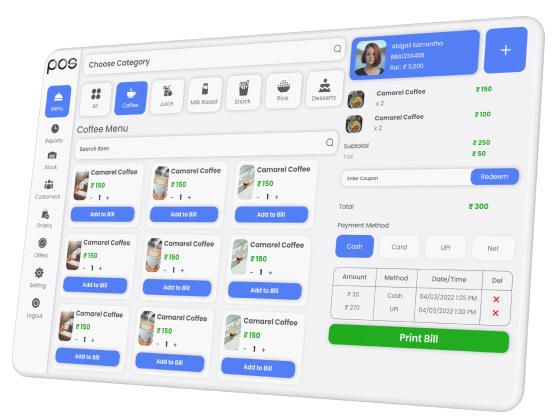 pos
Menu
Reports
Stock
Customers
Orders
Offers
Setting
Logout
Choose Category
All
Coffee
Juice
Milk Based
Snack
Rice
Desserts
Coffee Menu
Search Item
Camarel Coffee
₹ 150
- 1 +
Add to Bill
Camarel Coffee
₹ 150
- 1 +
Add to Bill
Camarel Coffee
₹ 150
- 1 +
Add to Bill
Camarel Coffee
₹ 150
- 1 +
Add to Bill
Camarel Coffee
₹ 150
- 1 +
Add to Bill
Camarel Coffee
₹ 150
- 1 +
Add to Bill
Camarel Coffee
₹ 150
- 1 +
Add to Bill
Camarel Coffee
₹ 150
- 1 +
Add to Bill
Camarel Coffee
₹ 150
- 1 +
Add to Bill
Abigail Samantha
Bal : ₹ 5,000
+
Camarel Coffee ₹ 150
x 2
Camarel Coffee ₹ 100
x 2
Subtotal ₹ 250
Tax ₹ 50
Enter Coupon Redeem
Total ₹ 300
Payment Method
Cash Card UPI Net
Amount Method Date/Time Del
₹ 30 Cash 04/03/2022 1:25 PM
₹ 270 UPI 04/03/2022 1:30 PM
Print Bill